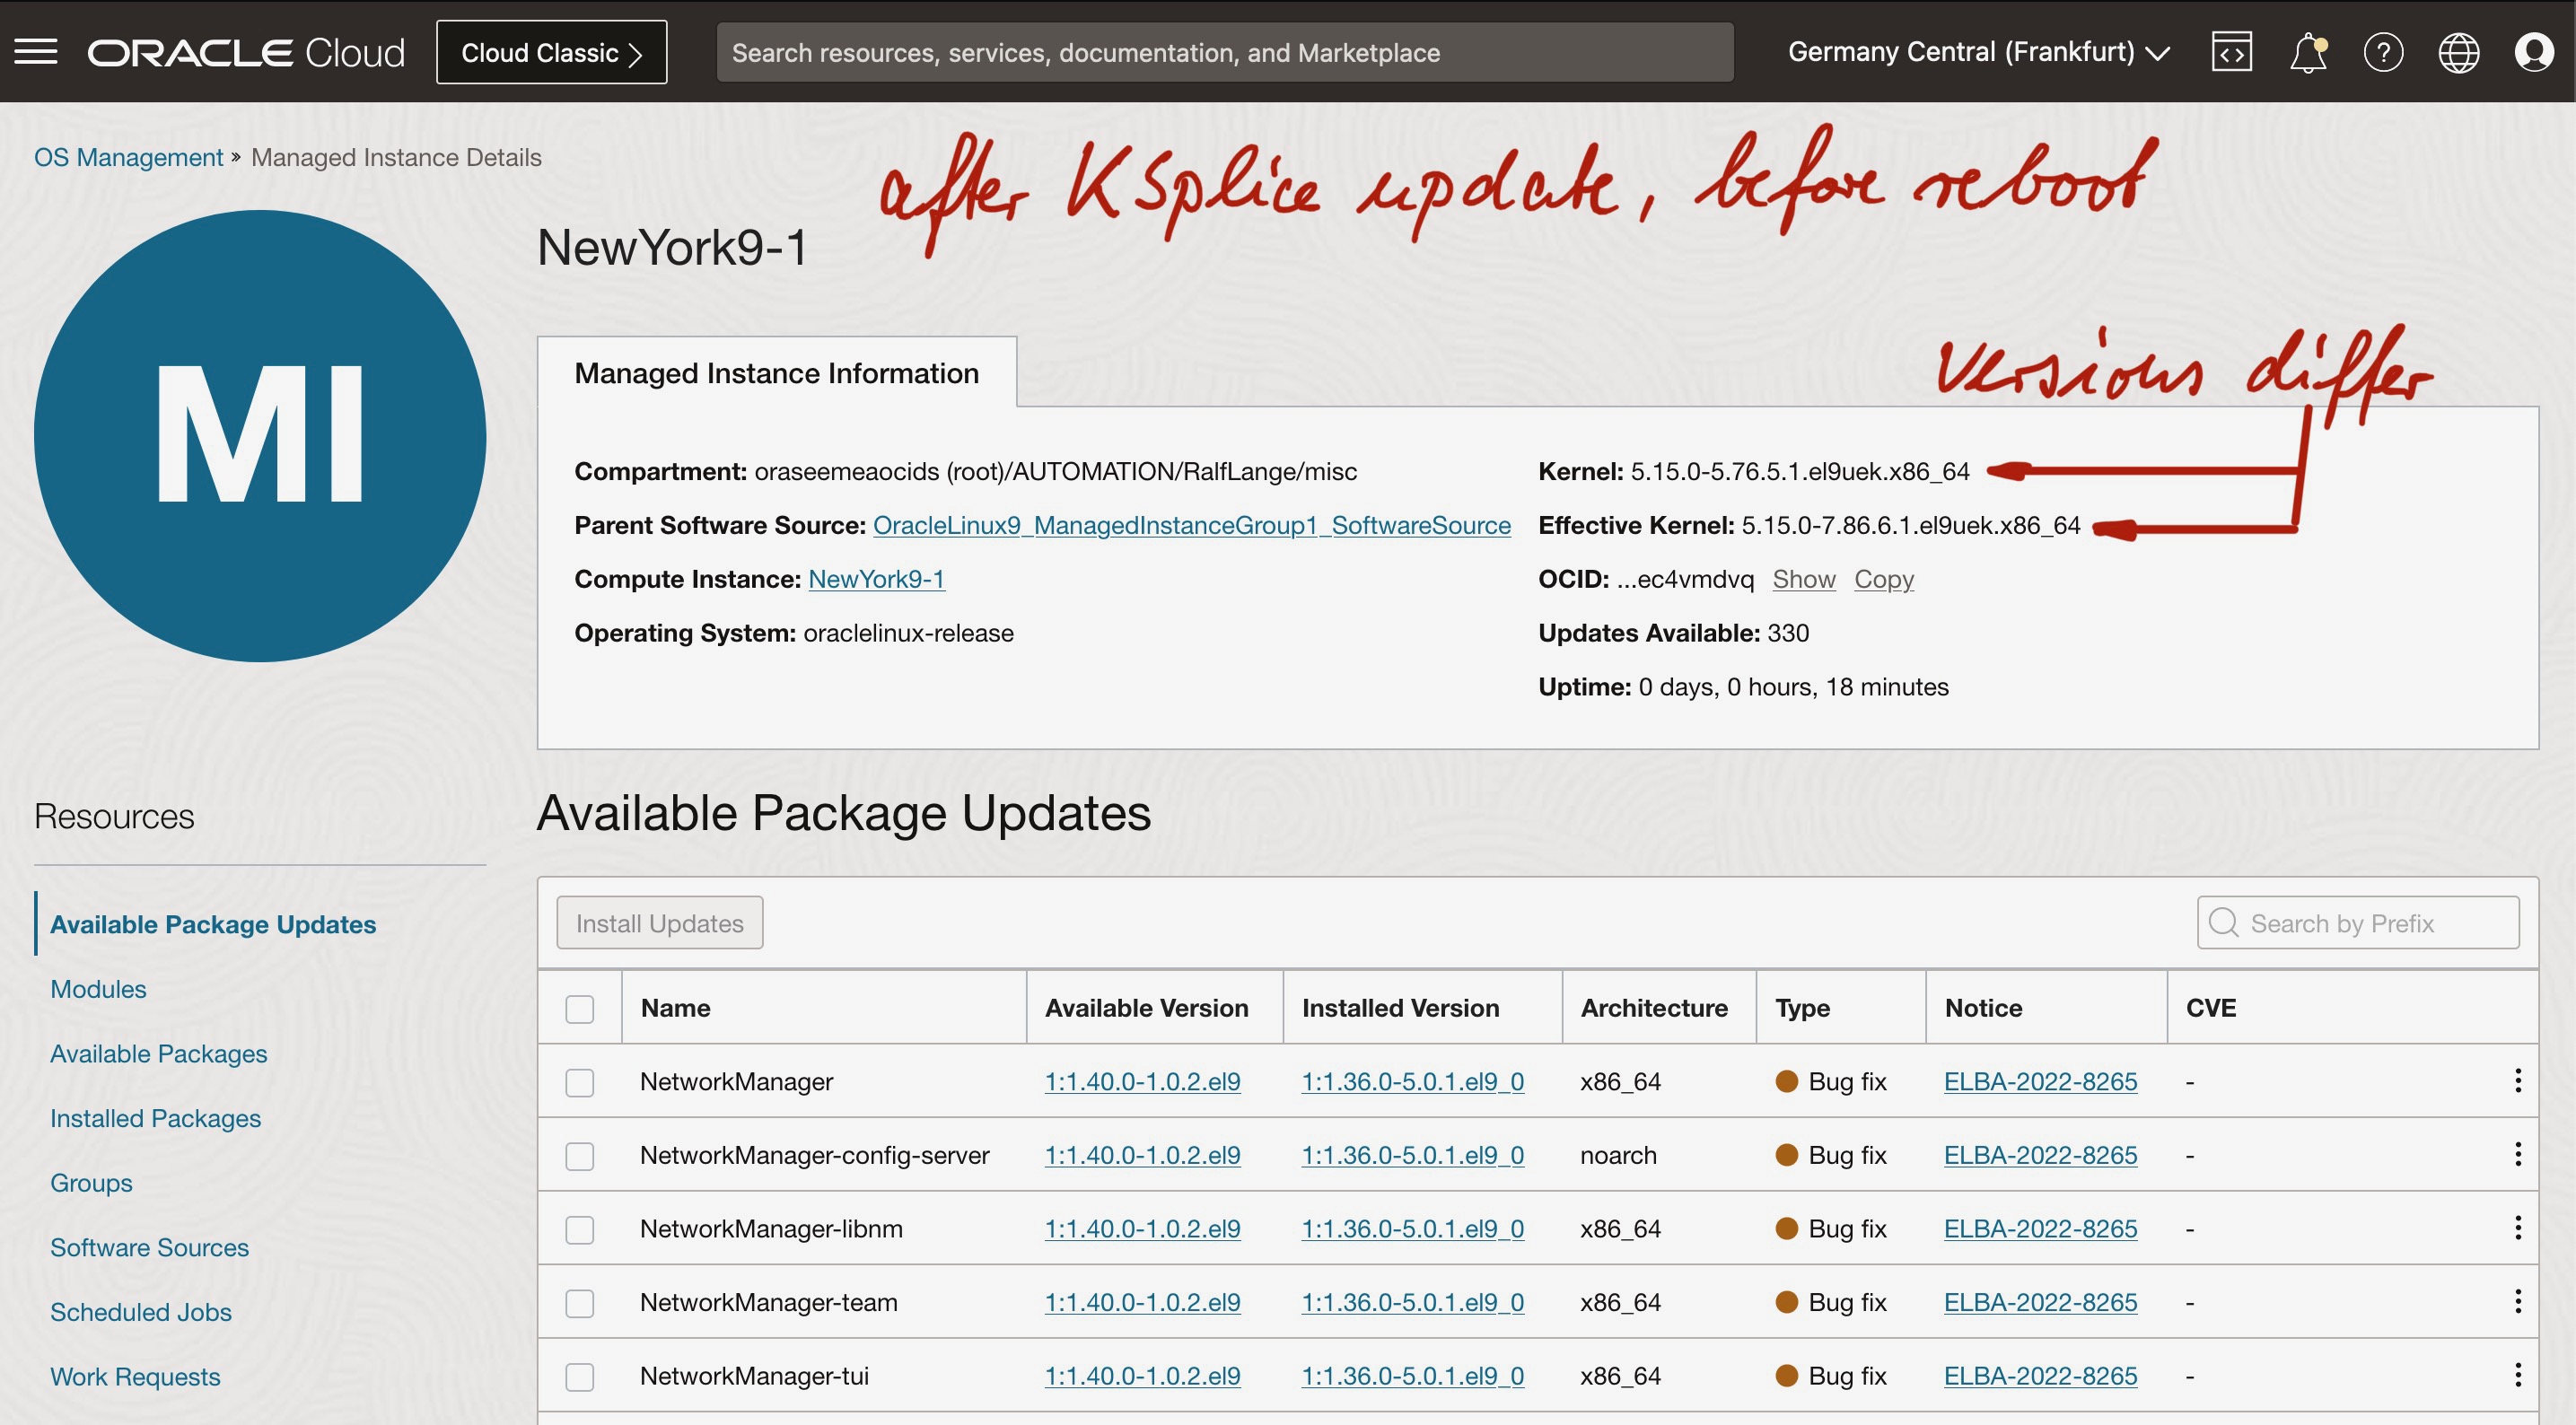 ORACLE Cloud
Cloud Classic
Search resources, services, documentation, and Marketplace
Germany Central (Frankfurt)
OS Management » Managed Instance Details
after Ksplice update, before reboot
MI
NewYork9-1
versions differ
Managed Instance Information
Compartment: oraseemeaocids (root)/AUTOMATION/RalfLange/misc
Parent Software Source: OracleLinux9_ManagedInstanceGroup1_SoftwareSource
Compute Instance: NewYork9-1
Operating System: oraclelinux-release
Kernel: 5.15.0-5.76.5.1.el9uek.x86_64
Effective Kernel: 5.15.0-7.86.6.1.el9uek.x86_64
OCID: ...ec4vmdvq Show Copy
Updates Available: 330
Uptime: 0 days, 0 hours, 18 minutes
Resources
Available Package Updates
Modules
Available Packages
Installed Packages
Groups
Software Sources
Scheduled Jobs
Work Requests
Available Package Updates
Install Updates
Search by Prefix
Name Available Version Installed Version Architecture Type Notice CVE
NetworkManager 1:1.40.0-1.0.2.el9 1:1.36.0-5.0.1.el9_0 x86_64 Bug fix ELBA-2022-8265 -
NetworkManager-config-server 1:1.40.0-1.0.2.el9 1:1.36.0-5.0.1.el9_0 noarch Bug fix ELBA-2022-8265 -
NetworkManager-libnm 1:1.40.0-1.0.2.el9 1:1.36.0-5.0.1.el9_0 x86_64 Bug fix ELBA-2022-8265 -
NetworkManager-team 1:1.40.0-1.0.2.el9 1:1.36.0-5.0.1.el9_0 x86_64 Bug fix ELBA-2022-8265 -
NetworkManager-tui 1:1.40.0-1.0.2.el9 1:1.36.0-5.0.1.el9_0 x86_64 Bug fix ELBA-2022-8265 -